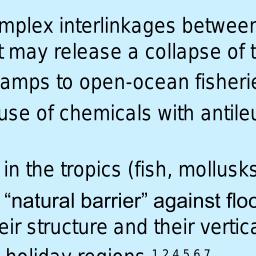 mplex interlinkages between
t may release a collapse of t
amps to open-ocean fisherie
use of chemicals with antileu
in the tropics (fish, mollusks
“natural barrier” against floo
eir structure and their vertica
holiday regions 1,2,4,5,6,7